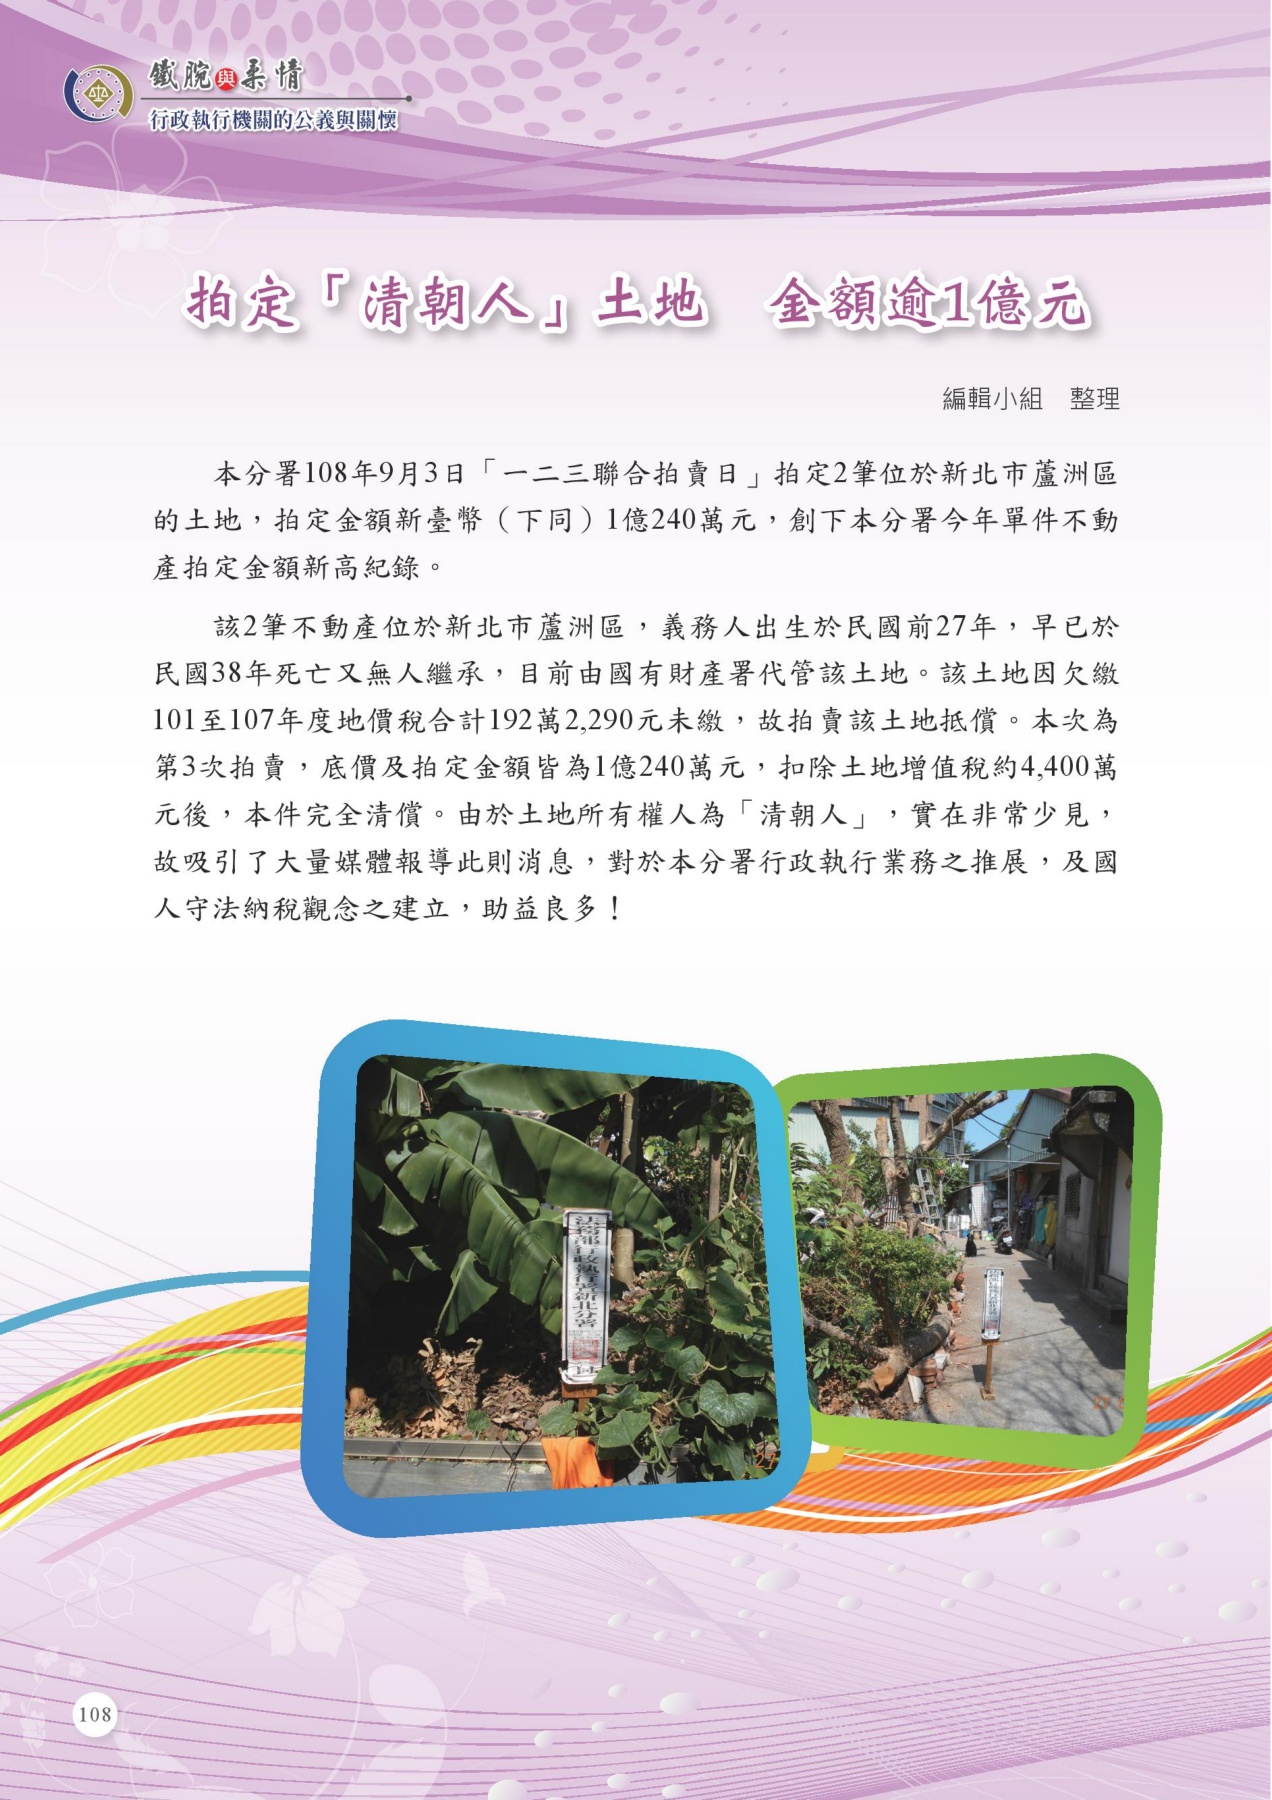 鐵腕與柔情
行政執行機關的公義與關懷
拍定「清朝人」土地　金額逾1億元
編輯小組　整理
本分署108年9月3日「一二三聯合拍賣日」拍定2筆位於新北市蘆洲區
的土地，拍定金額新臺幣（下同）1億240萬元，創下本分署今年單件不動
產拍定金額新高紀錄。
該2筆不動產位於新北市蘆洲區，義務人出生於民國前27年，早已於
民國38年死亡又無人繼承，目前由國有財產署代管該土地。該土地因欠繳
101至107年度地價稅合計192萬2,290元未繳，故拍賣該土地抵償。本次為
第3次拍賣，底價及拍定金額皆為1億240萬元，扣除土地增值稅約4,400萬
元後，本件完全清償。由於土地所有權人為「清朝人」，實在非常少見，
故吸引了大量媒體報導此則消息，對於本分署行政執行業務之推展，及國
人守法納稅觀念之建立，助益良多！
法務部行政執行署新北分署
108